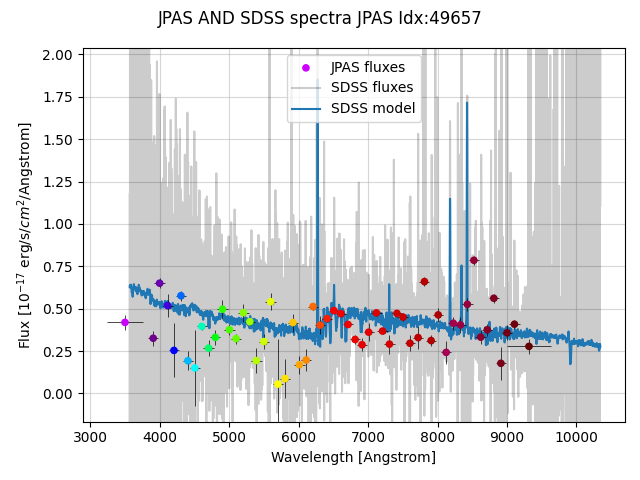 JPAS AND SDSS spectra JPAS Idx:49657
JPAS fluxes
SDSS fluxes
SDSS model
Flux [10⁻¹⁷ erg/s/cm²/Angstrom]
2.00
1.75
1.50
1.25
1.00
0.75
0.50
0.25
0.00
3000 4000 5000 6000 7000 8000 9000 10000
Wavelength [Angstrom]